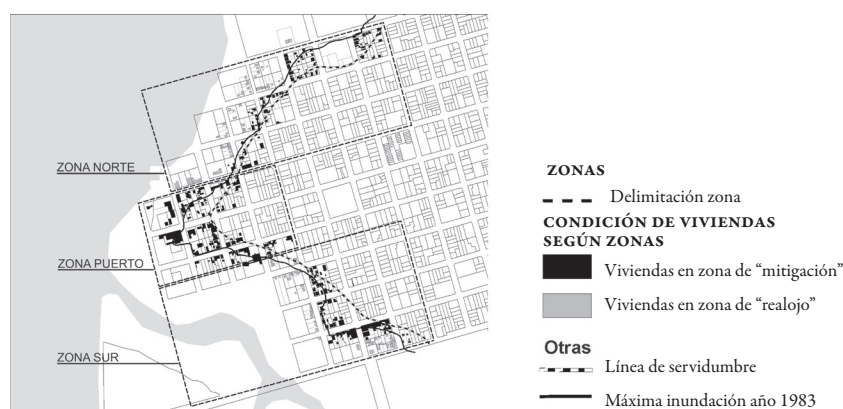 ZONA NORTE
ZONA PUERTO
ZONA SUR
ZONAS
Delimitación zona
CONDICIÓN DE VIVIENDAS
SEGÚN ZONAS
Viviendas en zona de “mitigación”
Viviendas en zona de “realojo”
Otras
Línea de servidumbre
Máxima inundación año 1983